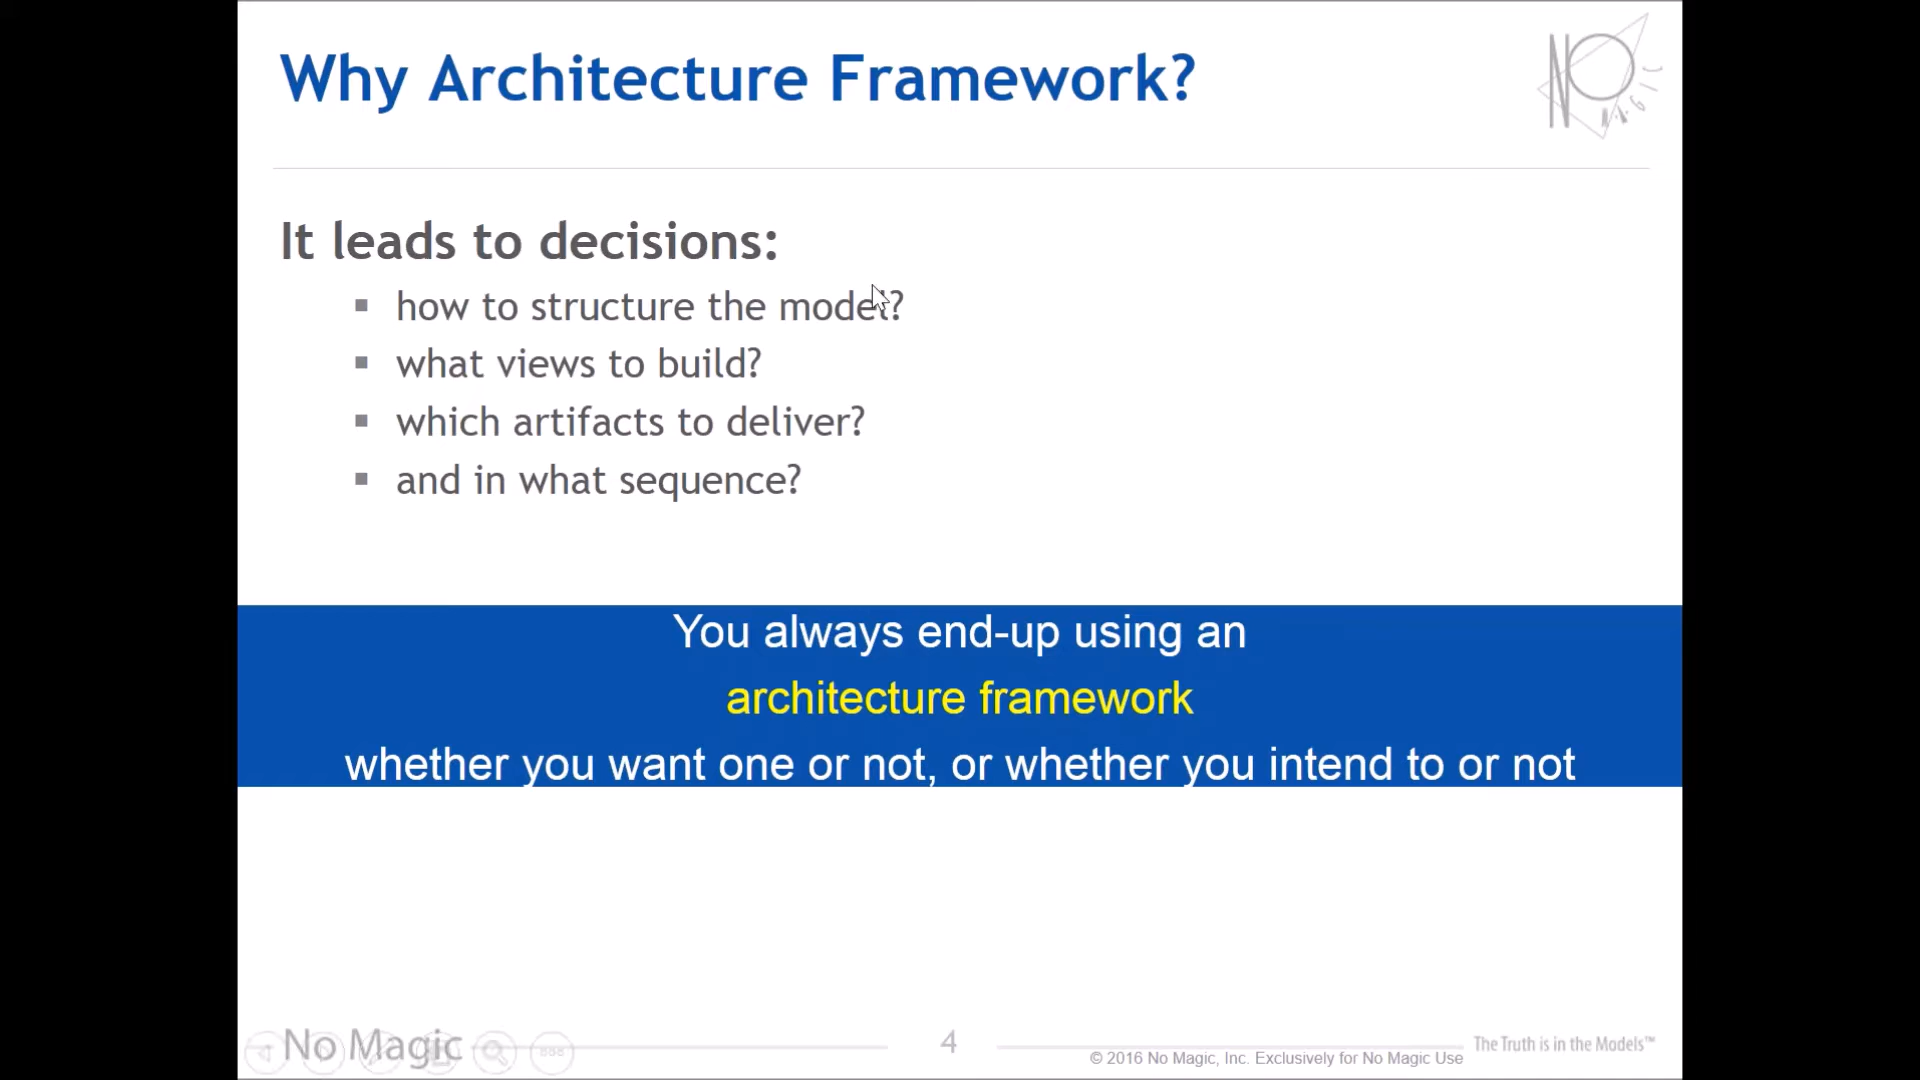 Why Architecture Framework?
NO MAGIC
It leads to decisions:
▪ how to structure the model?
▪ what views to build?
▪ which artifacts to deliver?
▪ and in what sequence?
You always end-up using an
architecture framework
whether you want one or not, or whether you intend to or not
No Magic
4
© 2016 No Magic, Inc. Exclusively for No Magic Use
The Truth is in the Models™